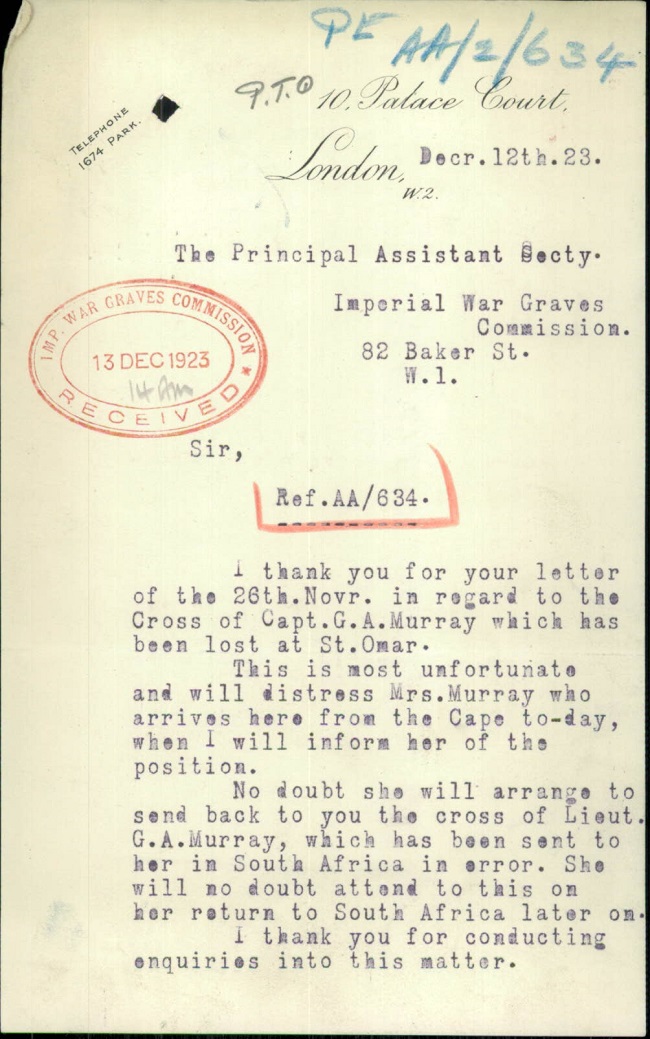 PE AA/2/634
P.T.O 10, Palace Court,
TELEPHONE
1674 PARK.
London, Decr.12th.23.
W.2.
The Principal Assistant Secty.
Imperial War Graves
Commission.
82 Baker St.
W.1.
IMP. WAR GRAVES COMMISSION
13 DEC 1923
RECEIVED
Sir,
Ref.AA/634.
I thank you for your letter
of the 26th.Novr. in regard to the
Cross of Capt.G.A.Murray which has
been lost at St.Omar.
This is most unfortunate
and will distress Mrs.Murray who
arrives here from the Cape to-day,
when I will inform her of the
position.
No doubt she will arrange to
send back to you the cross of Lieut.
G.A.Murray, which has been sent to
her in South Africa in error. She
will no doubt attend to this on
her return to South Africa later on.
I thank you for conducting
enquiries into this matter.